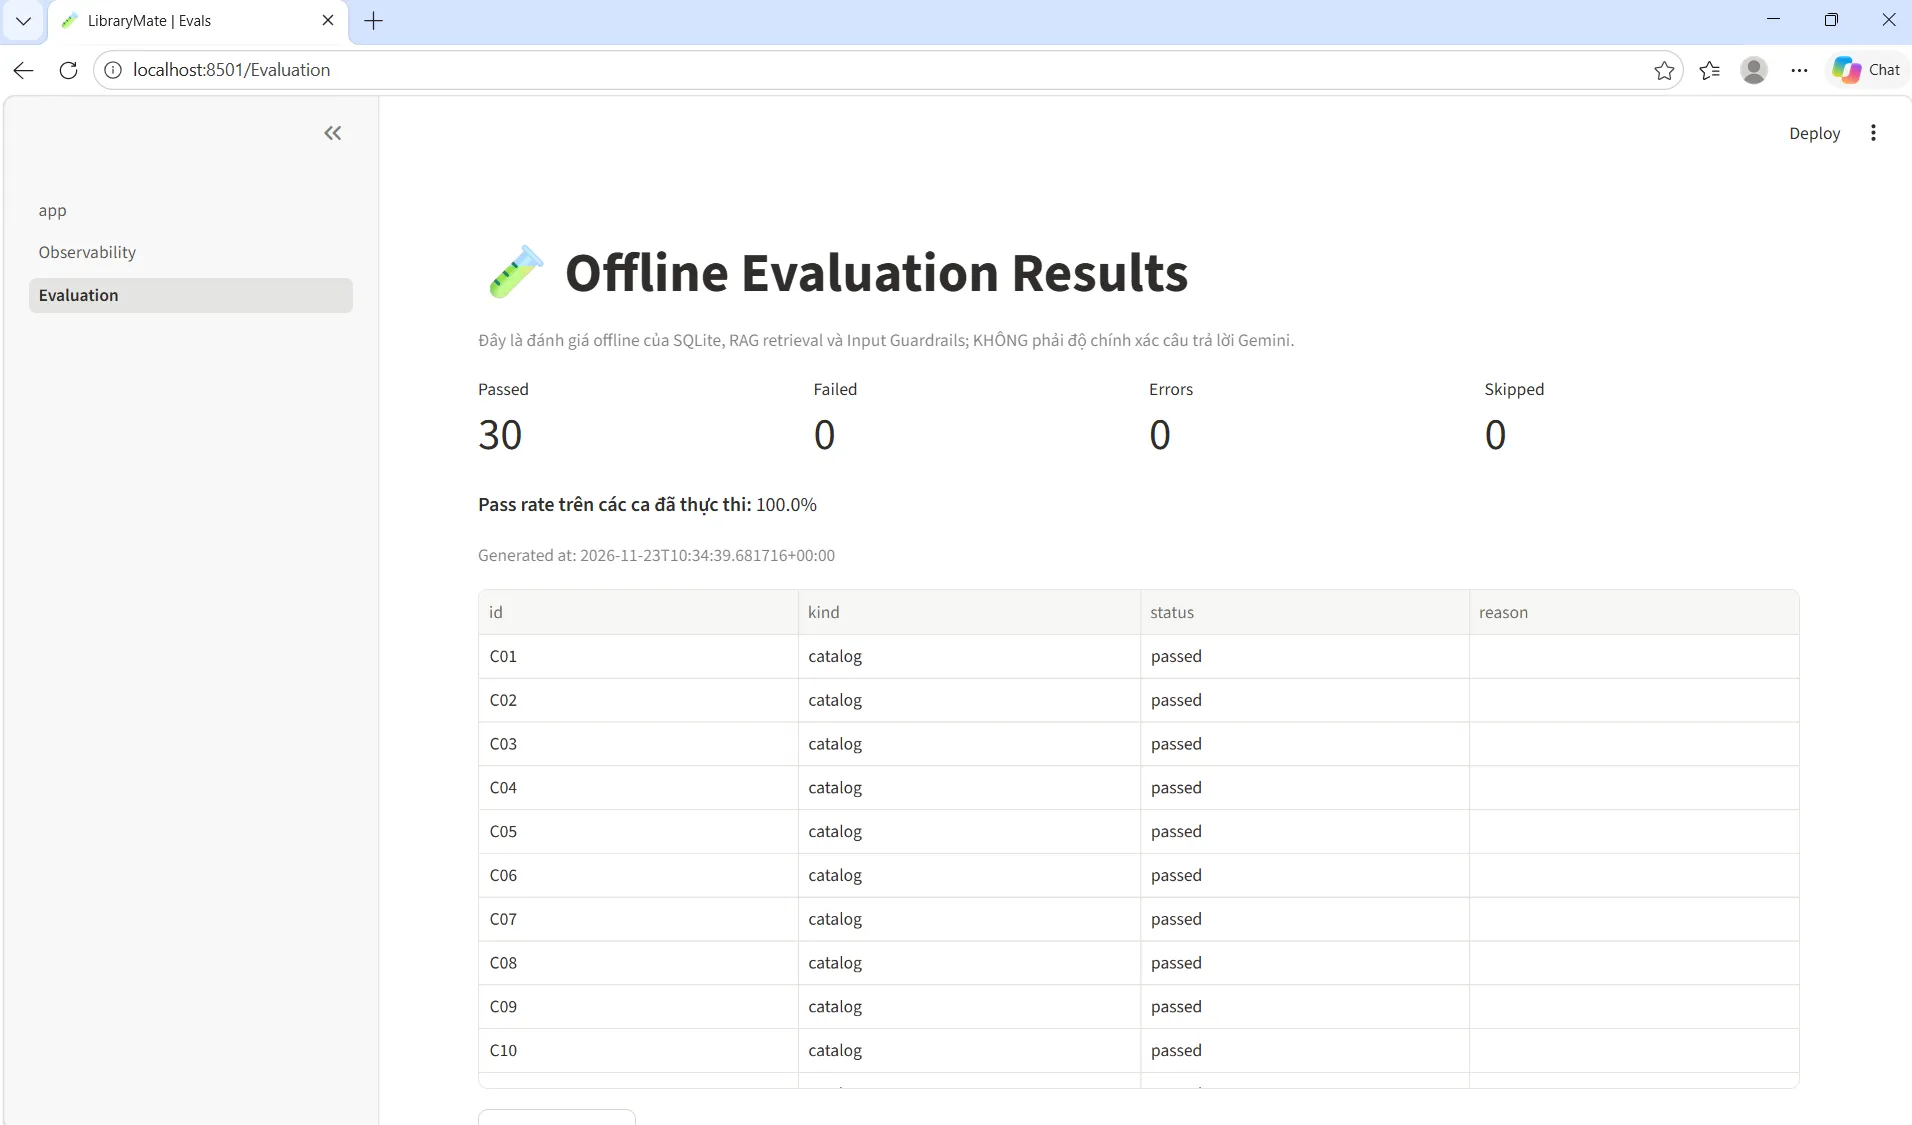 LibraryMate | Evals
localhost:8501/Evaluation
Chat
Deploy
app
Observability
Evaluation
Offline Evaluation Results
Đây là đánh giá offline của SQLite, RAG retrieval và Input Guardrails; KHÔNG phải độ chính xác câu trả lời Gemini.
Passed Failed Errors Skipped
30 0 0 0
Pass rate trên các ca đã thực thi: 100.0%
Generated at: 2026-11-23T10:34:39.681716+00:00
id kind status reason
C01 catalog passed
C02 catalog passed
C03 catalog passed
C04 catalog passed
C05 catalog passed
C06 catalog passed
C07 catalog passed
C08 catalog passed
C09 catalog passed
C10 catalog passed